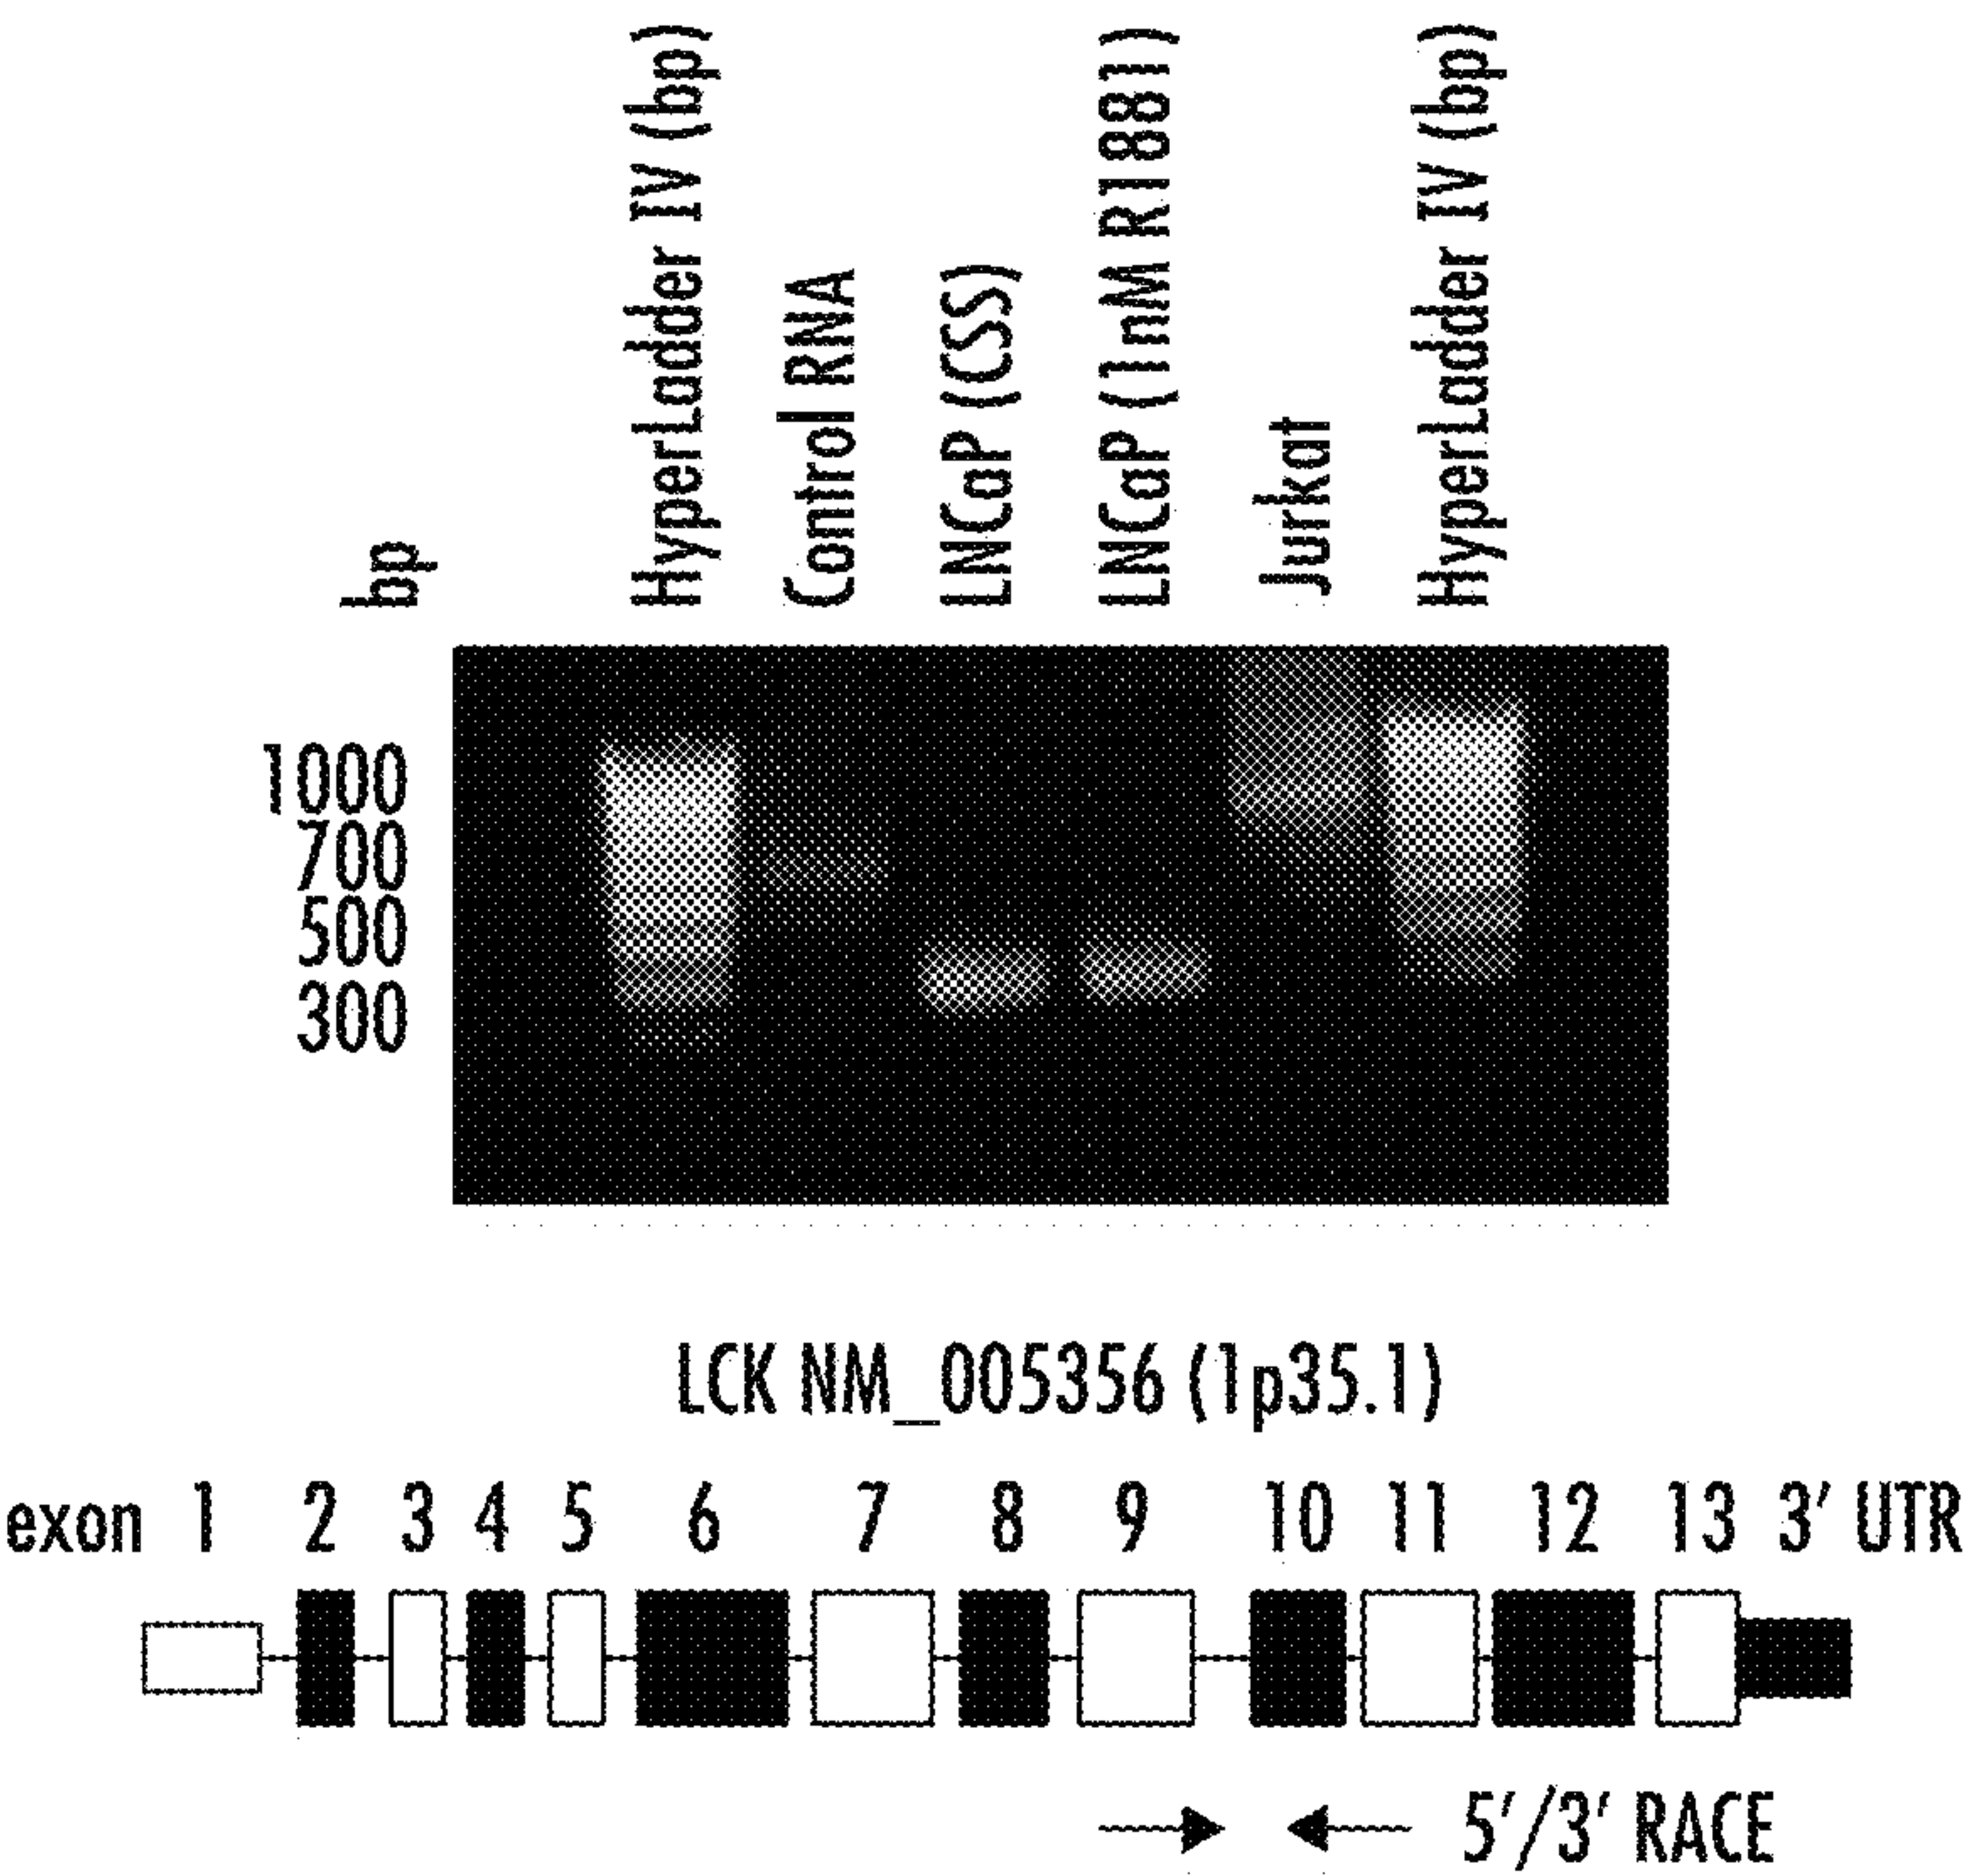 bp
HyperLadder IV (bp)
Control RNA
LNCaP (CSS)
LNCaP (1nM R1881)
Jurkat
HyperLadder IV (bp)
1000
700
500
300
LCK NM_005356 (1p35.1)
exon 1 2 3 4 5 6 7 8 9 10 11 12 13 3' UTR
5'/3' RACE